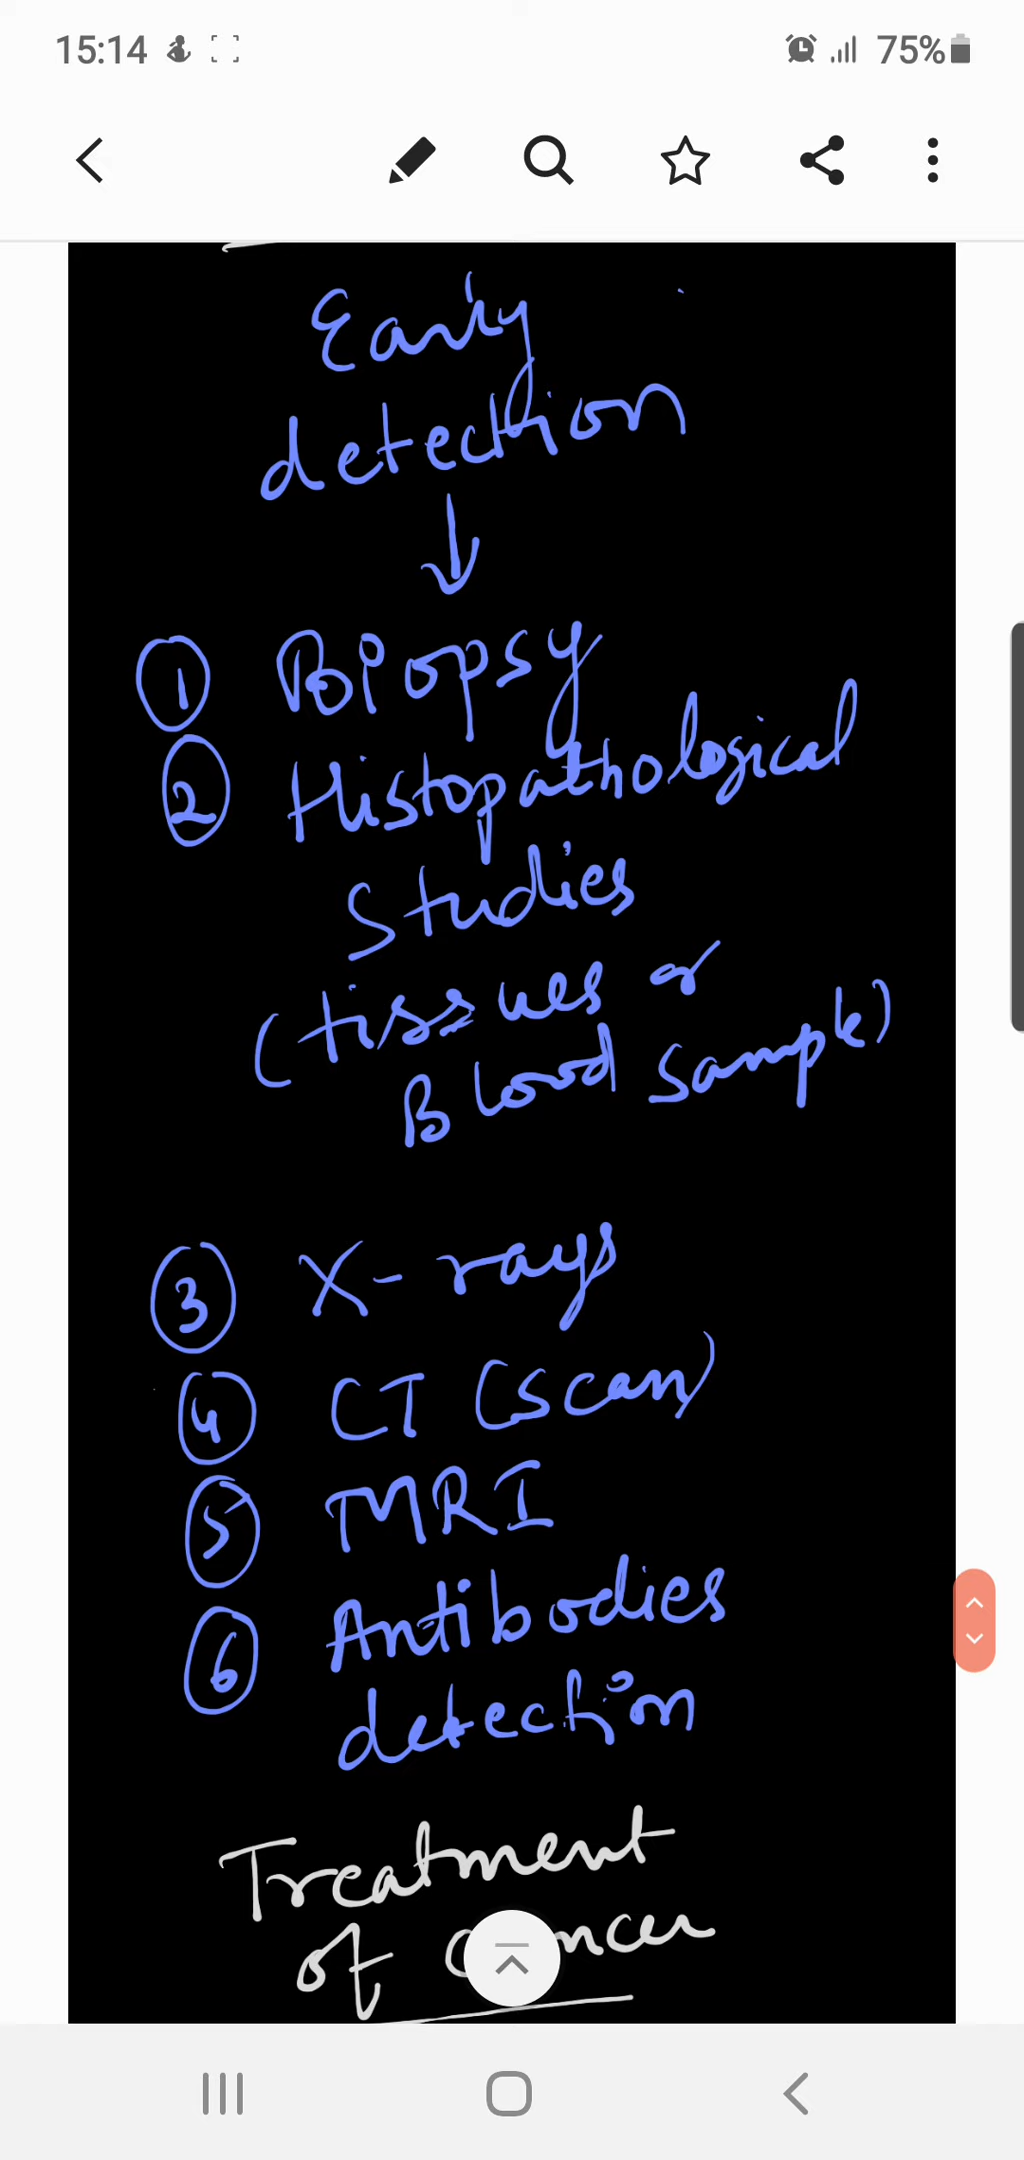 15:14
75%
Early
detection
1 Biopsy
2 Histopathological
Studies
(tissues or
Blood sample)
3 X-rays
4 CT (scan)
5 MRI
6 Antibodies
detection
Treatment
of Cancer